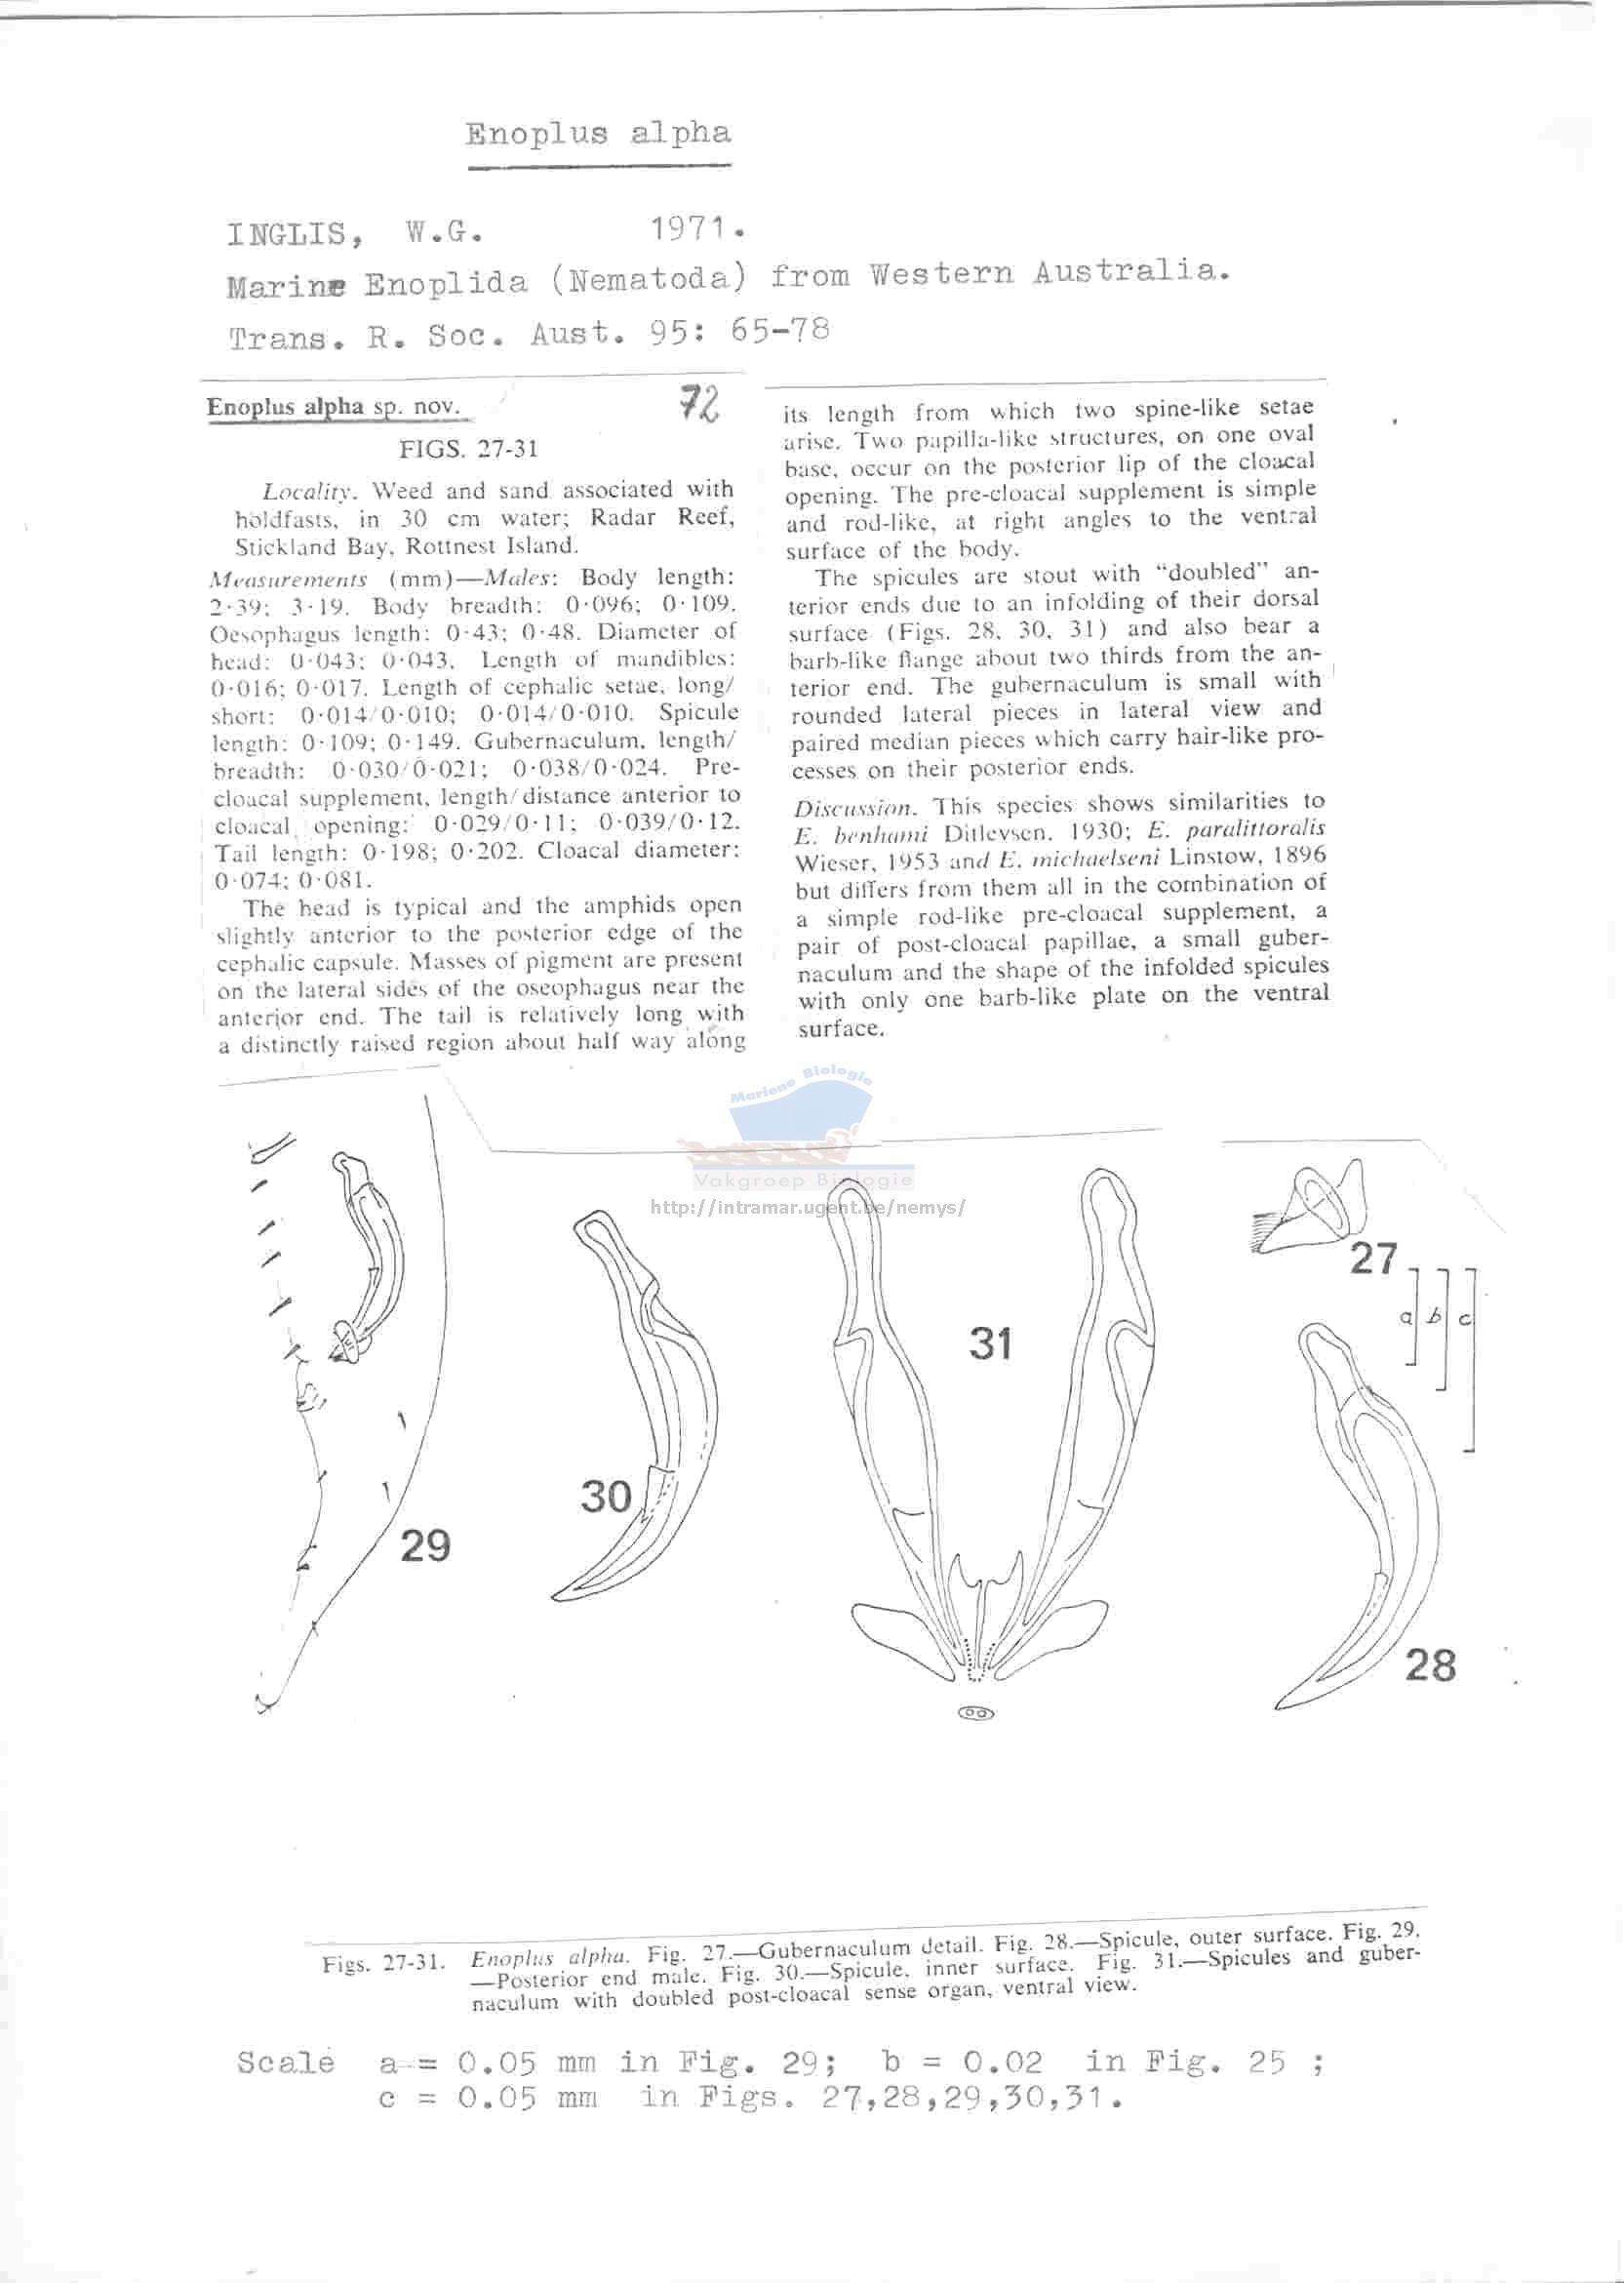 Enoplus alpha
INGLIS, W.G. 1971.
Marine Enoplida (Nematoda) from Western Australia.
Trans. R. Soc. Aust. 95: 65-78
72
Enoplus alpha sp. nov.
FIGS. 27-31
Locality. Weed and sand associated with
holdfasts, in 30 cm water; Radar Reef,
Stickland Bay, Rottnest Island.
Measurements (mm)—Males: Body length:
2·39; 3·19. Body breadth: 0·096; 0·109.
Oesophagus length: 0·43; 0·48. Diameter of
head: 0·043; 0·043. Length of mandibles:
0·016; 0·017. Length of cephalic setae, long/
short: 0·014/0·010; 0·014/0·010. Spicule
length: 0·109; 0·149. Gubernaculum, length/
breadth: 0·030/0·021; 0·038/0·024. Pre-
cloacal supplement, length/distance anterior to
cloacal opening: 0·029/0·11; 0·039/0·12.
Tail length: 0·198; 0·202. Cloacal diameter:
0·074; 0·081.
The head is typical and the amphids open
slightly anterior to the posterior edge of the
cephalic capsule. Masses of pigment are present
on the lateral sides of the oseophagus near the
anterior end. The tail is relatively long with
a distinctly raised region about half way along
its length from which two spine-like setae
arise. Two papilla-like structures, on one oval
base, occur on the posterior lip of the cloacal
opening. The pre-cloacal supplement is simple
and rod-like, at right angles to the ventral
surface of the body.
The spicules are stout with "doubled" an-
terior ends due to an infolding of their dorsal
surface (Figs. 28, 30, 31) and also bear a
barb-like flange about two thirds from the an-
terior end. The gubernaculum is small with
rounded lateral pieces in lateral view and
paired median pieces which carry hair-like pro-
cesses on their posterior ends.
Discussion. This species shows similarities to
E. benhami Ditlevsen, 1930; E. paralittoralis
Wieser, 1953 and E. michaelseni Linstow, 1896
but differs from them all in the combination of
a simple rod-like pre-cloacal supplement, a
pair of post-cloacal papillae, a small guber-
naculum and the shape of the infolded spicules
with only one barb-like plate on the ventral
surface.
Mariene Biologie
Vakgroep Biologie
http://intramar.ugent.be/nemys/
27
a b c
31
30
29
28
Figs. 27-31. Enoplus alpha. Fig. 27.—Gubernaculum detail. Fig. 28.—Spicule, outer surface. Fig. 29.
—Posterior end male. Fig. 30.—Spicule, inner surface. Fig. 31.—Spicules and guber-
naculum with doubled post-cloacal sense organ, ventral view.
Scale a = 0.05 mm in Fig. 29; b = 0.02 in Fig. 25 ;
c = 0.05 mm in Figs. 27,28,29,30,31.